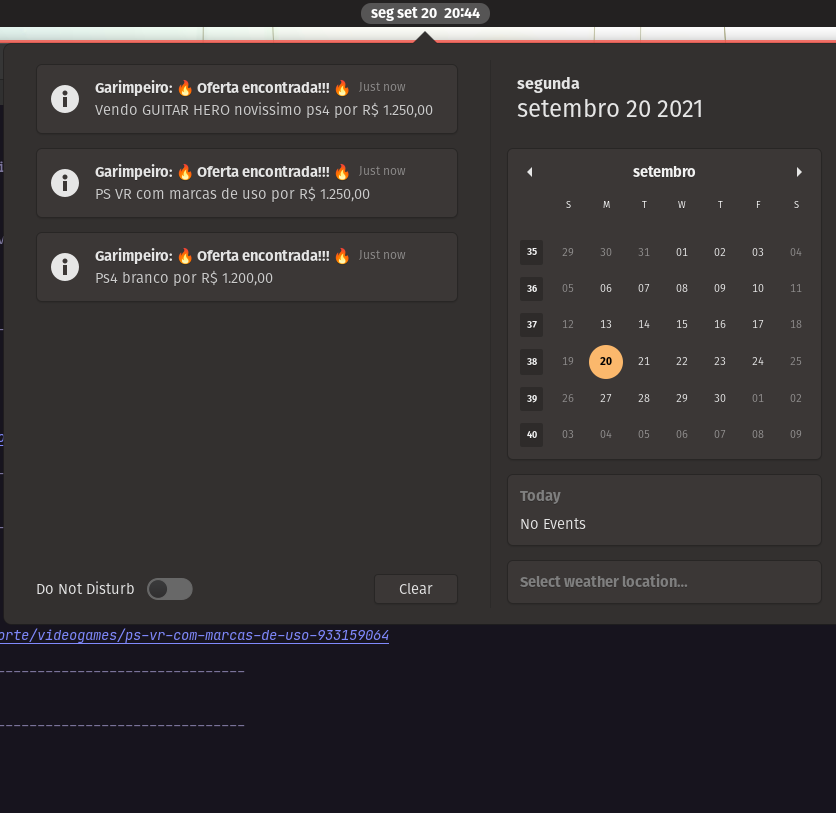 seg set 20 20:44
Garimpeiro: 🔥 Oferta encontrada!!! 🔥 Just now
Vendo GUITAR HERO novissimo ps4 por R$ 1.250,00
Garimpeiro: 🔥 Oferta encontrada!!! 🔥 Just now
PS VR com marcas de uso por R$ 1.250,00
Garimpeiro: 🔥 Oferta encontrada!!! 🔥 Just now
Ps4 branco por R$ 1.200,00
Do Not Disturb
Clear
segunda
setembro 20 2021
setembro
S M T W T F S
35 29 30 31 01 02 03 04
36 05 06 07 08 09 10 11
37 12 13 14 15 16 17 18
38 19 20 21 22 23 24 25
39 26 27 28 29 30 01 02
40 03 04 05 06 07 08 09
Today
No Events
Select weather location...
orte/videogames/ps-vr-com-marcas-de-uso-933159064
-------------------------------
-------------------------------